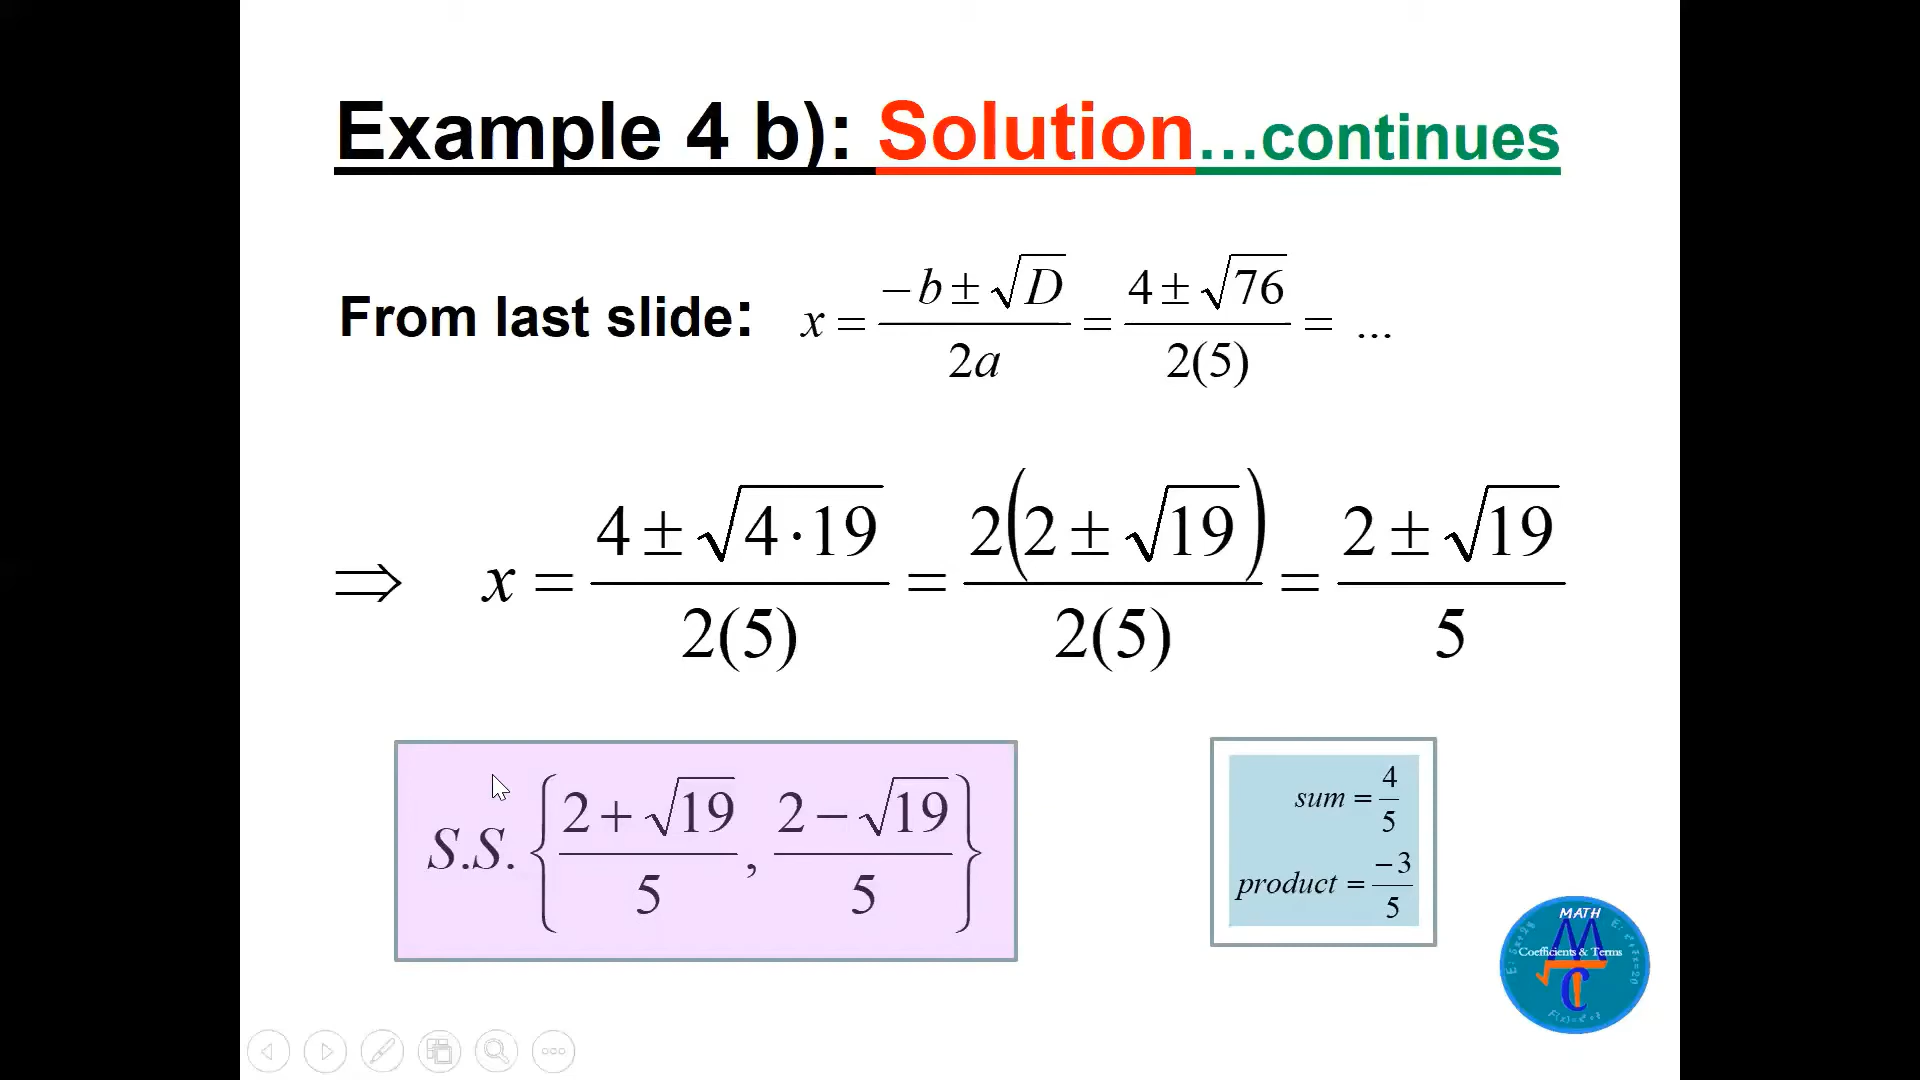 Example 4 b): Solution...continues
From last slide: x = (−b ± √D)/(2a) = (4 ± √76)/(2(5)) = ...
⇒ x = (4 ± √(4·19))/(2(5)) = (2(2 ± √19))/(2(5)) = (2 ± √19)/5
S.S. {(2 + √19)/5, (2 − √19)/5}
sum = 4/5
product = −3/5
MATH
Coefficients & Terms